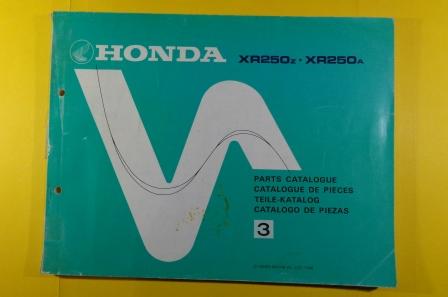 HONDA XR250Z · XR250A
PARTS CATALOGUE
CATALOGUE DE PIECES
TEILE-KATALOG
CATALOGO DE PIEZAS
3